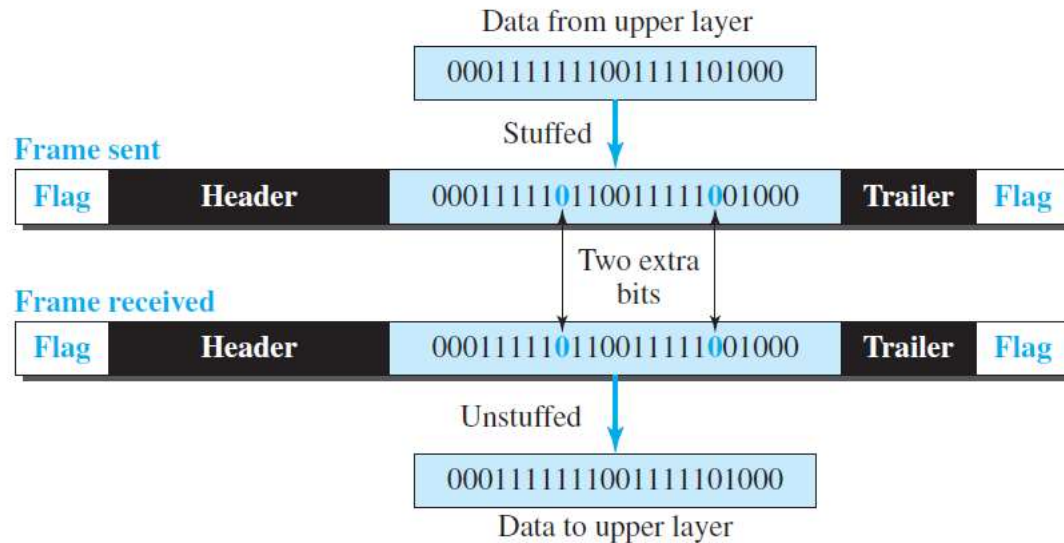 Data from upper layer
0001111111001111101000
Stuffed
Frame sent
Flag Header 000111110110011111001000 Trailer Flag
Two extra
bits
Frame received
Flag Header 000111110110011111001000 Trailer Flag
Unstuffed
0001111111001111101000
Data to upper layer